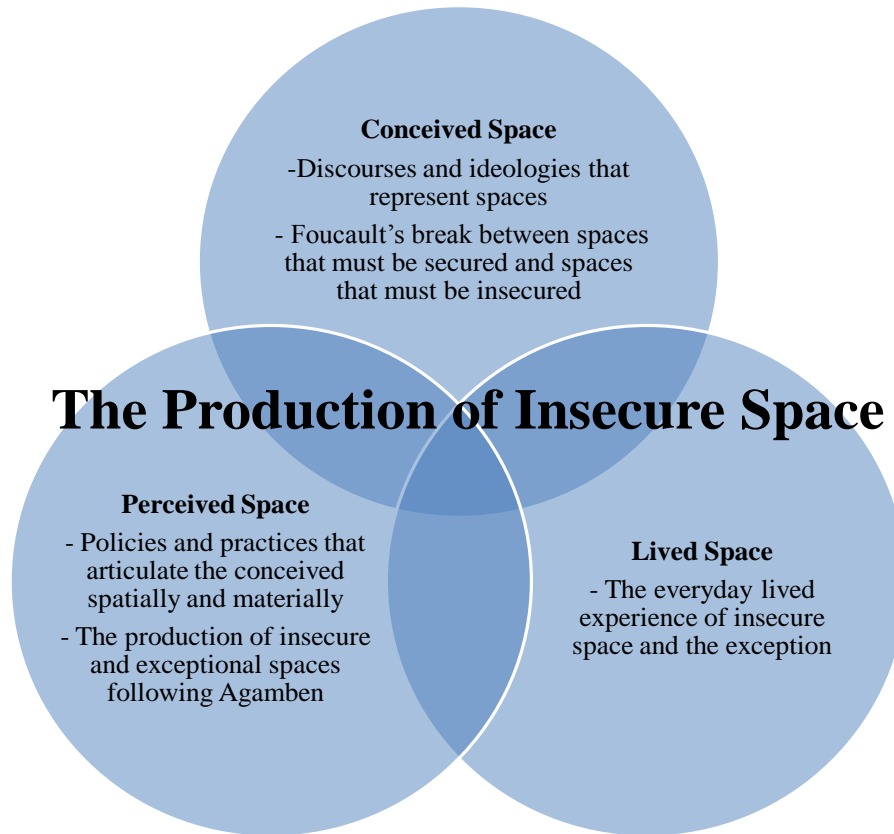 Conceived Space
-Discourses and ideologies that
represent spaces
- Foucault’s break between spaces
that must be secured and spaces
that must be insecured
The Production of Insecure Space
Perceived Space
- Policies and practices that
articulate the conceived
spatially and materially
- The production of insecure
and exceptional spaces
following Agamben
Lived Space
- The everyday lived
experience of insecure
space and the exception